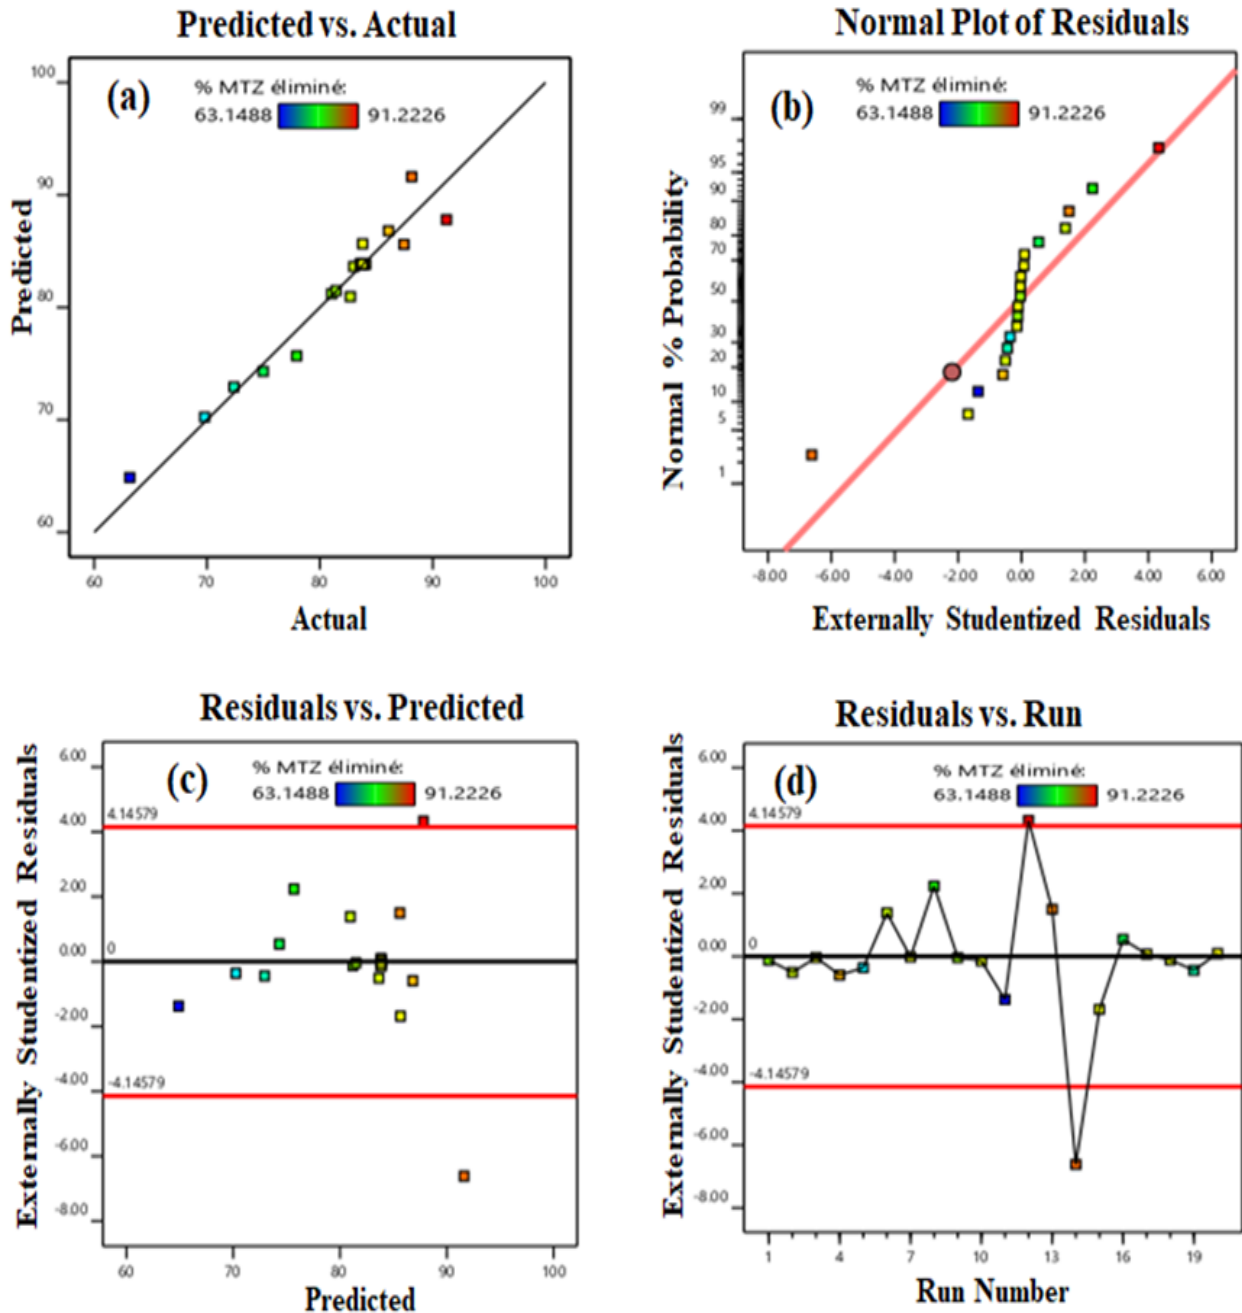 Predicted vs. Actual
(a)
% MTZ éliminé:
63.1488 91.2226
Predicted
100
90
80
70
60
60 70 80 90 100
Actual
Normal Plot of Residuals
(b)
% MTZ éliminé:
63.1488 91.2226
Normal % Probability
99
95
90
80
70
50
30
20
10
5
1
-8.00 -6.00 -4.00 -2.00 0.00 2.00 4.00 6.00
Externally Studentized Residuals
Residuals vs. Predicted
(c)
% MTZ éliminé:
63.1488 91.2226
Externally Studentized Residuals
6.00
4.14579
4.00
2.00
0.00
0
-2.00
-4.00
-4.14579
-6.00
-8.00
60 70 80 90 100
Predicted
Residuals vs. Run
(d)
% MTZ éliminé:
63.1488 91.2226
Externally Studentized Residuals
6.00
4.14579
4.00
2.00
0.00
0
-2.00
-4.00
-4.14579
-6.00
-8.00
1 4 7 10 13 16 19
Run Number